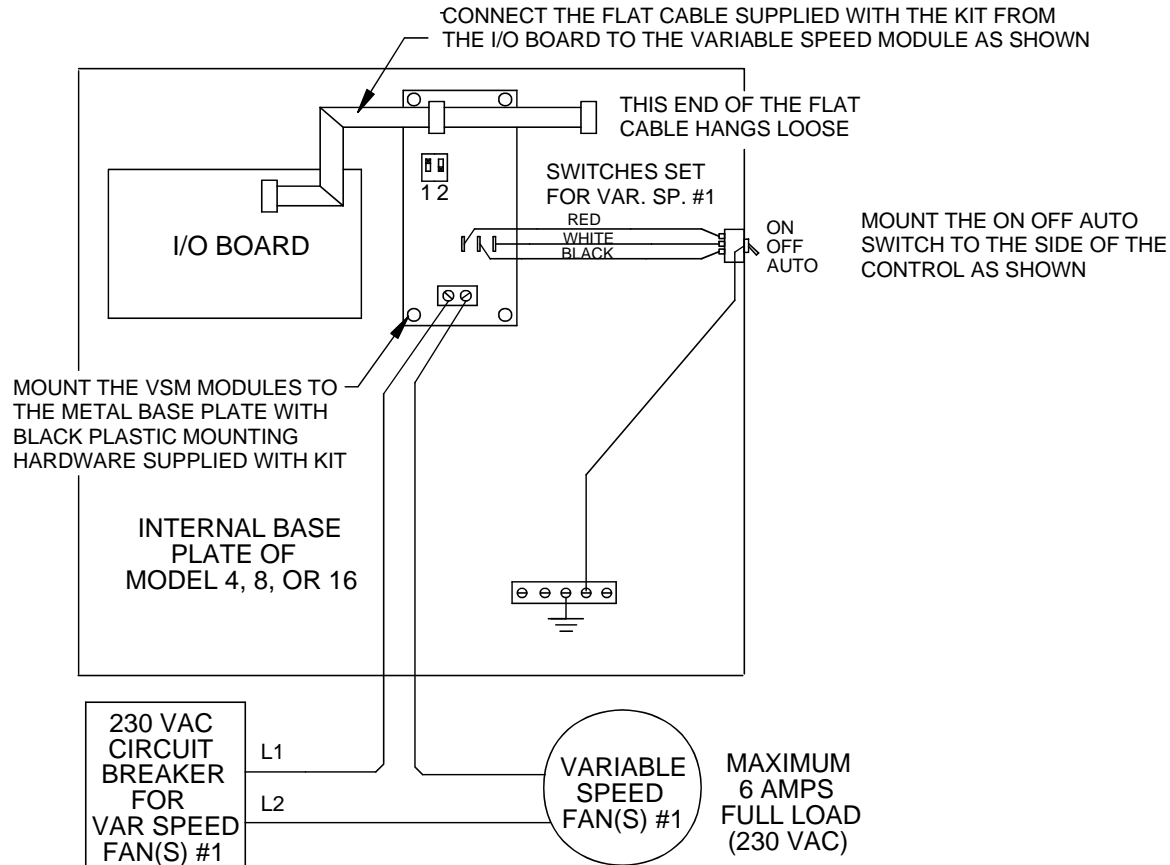 CONNECT THE FLAT CABLE SUPPLIED WITH THE KIT FROM
THE I/O BOARD TO THE VARIABLE SPEED MODULE AS SHOWN
THIS END OF THE FLAT
CABLE HANGS LOOSE
1 2
SWITCHES SET
FOR VAR. SP. #1
RED
WHITE
BLACK
ON
OFF
AUTO
MOUNT THE ON OFF AUTO
SWITCH TO THE SIDE OF THE
CONTROL AS SHOWN
I/O BOARD
MOUNT THE VSM MODULES TO
THE METAL BASE PLATE WITH
BLACK PLASTIC MOUNTING
HARDWARE SUPPLIED WITH KIT
INTERNAL BASE
PLATE OF
MODEL 4, 8, OR 16
230 VAC
CIRCUIT
BREAKER
FOR
VAR SPEED
FAN(S) #1
L1
L2
VARIABLE
SPEED
FAN(S) #1
MAXIMUM
6 AMPS
FULL LOAD
(230 VAC)